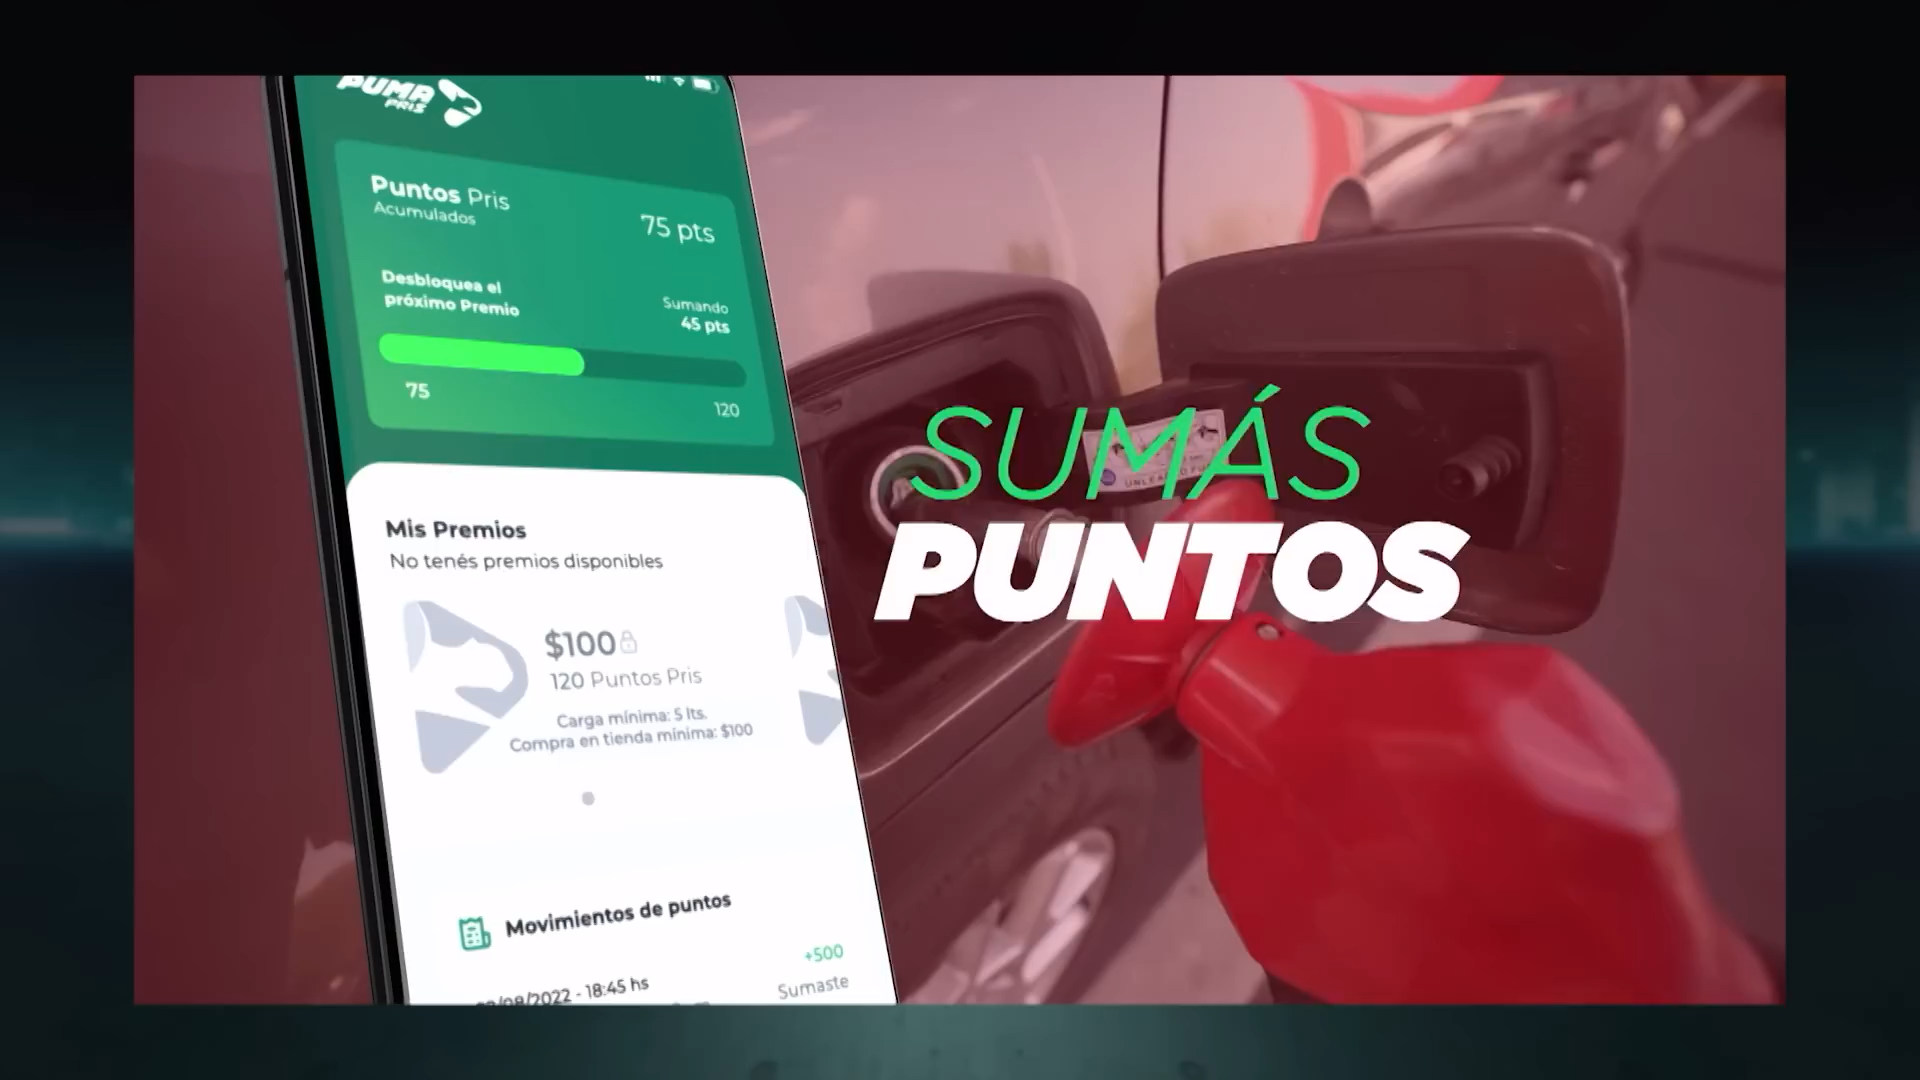 PUMA
PRIS
Puntos Pris
Acumulados
75 pts
Desbloquea el
próximo Premio
Sumando
45 pts
75
120
Mis Premios
No tenés premios disponibles
$100
120 Puntos Pris
Carga mínima: 5 lts.
Compra en tienda mínima: $100
Movimientos de puntos
+500
/08/2022 - 18:45 hs
Sumaste
SUMÁS
PUNTOS